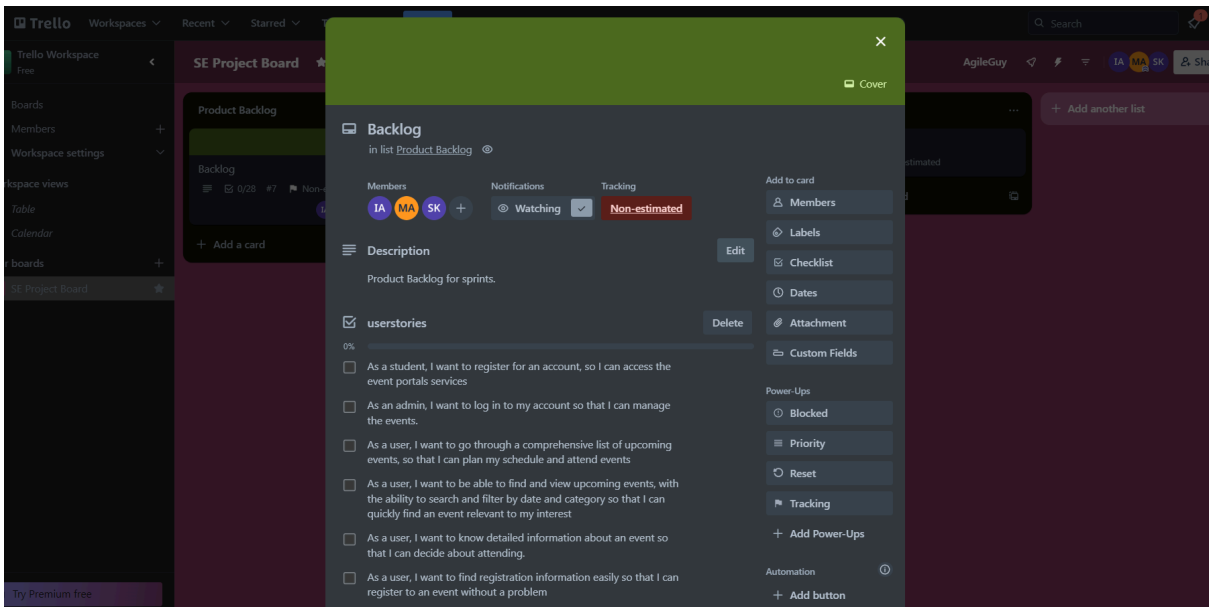 Trello Workspaces Recent Starred Search
Trello Workspace
Free
Boards
Members
Workspace settings
kspace views
Table
Calendar
r boards
SE Project Board
Try Premium free
SE Project Board
AgileGuy IA MA SK Sha
Product Backlog
Backlog
0/28 #7 Non-e
Add a card
Add another list
stimated
Cover
Backlog
in list Product Backlog
Members Notifications Tracking
IA MA SK Watching Non-estimated
Description Edit
Product Backlog for sprints.
userstories Delete
0%
As a student, I want to register for an account, so I can access the
event portals services
As an admin, I want to log in to my account so that I can manage
the events.
As a user, I want to go through a comprehensive list of upcoming
events, so that I can plan my schedule and attend events
As a user, I want to be able to find and view upcoming events, with
the ability to search and filter by date and category so that I can
quickly find an event relevant to my interest
As a user, I want to know detailed information about an event so
that I can decide about attending.
As a user, I want to find registration information easily so that I can
register to an event without a problem
Add to card
Members
Labels
Checklist
Dates
Attachment
Custom Fields
Power-Ups
Blocked
Priority
Reset
Tracking
Add Power-Ups
Automation
Add button